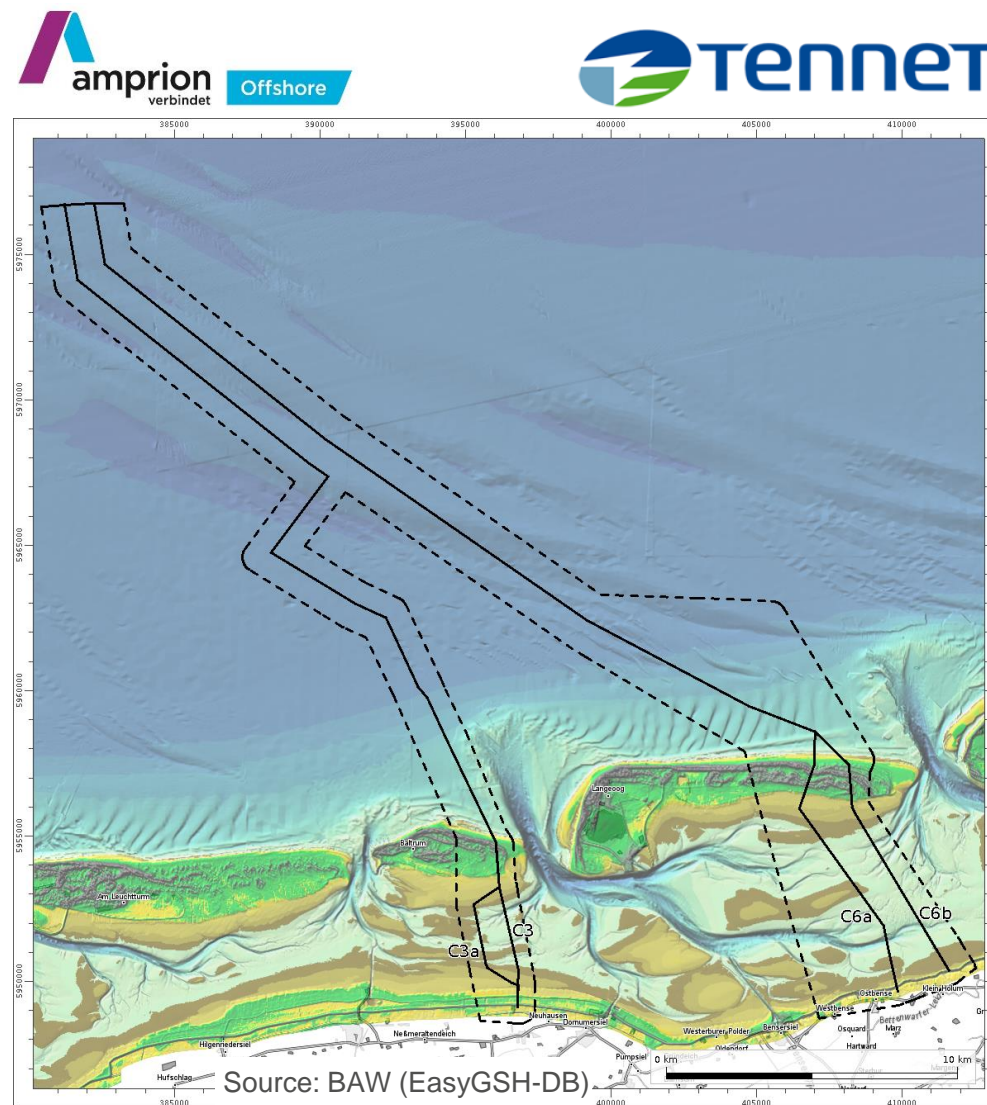 amprion
verbindet
Offshore
TenneT
385000 390000 395000 400000 405000 410000
5975000
5970000
5965000
5960000
5955000
5950000
Langeoog
Baltrum
Am Leuchtturm
C3
C3a
C6a
C6b
Klein Holum
Ostbense
Westbense
Neuhausen
Dornumersiel
Neßmeraltendeich
Hilgenriedersiel
Westerburer Polder
Bensersiel
Osquard
Marz
Hartward
Oldendorf
Pumpsiel
Hufschlag
0 km 10 km
Source: BAW (EasyGSH-DB)
385000 400000 405000 410000